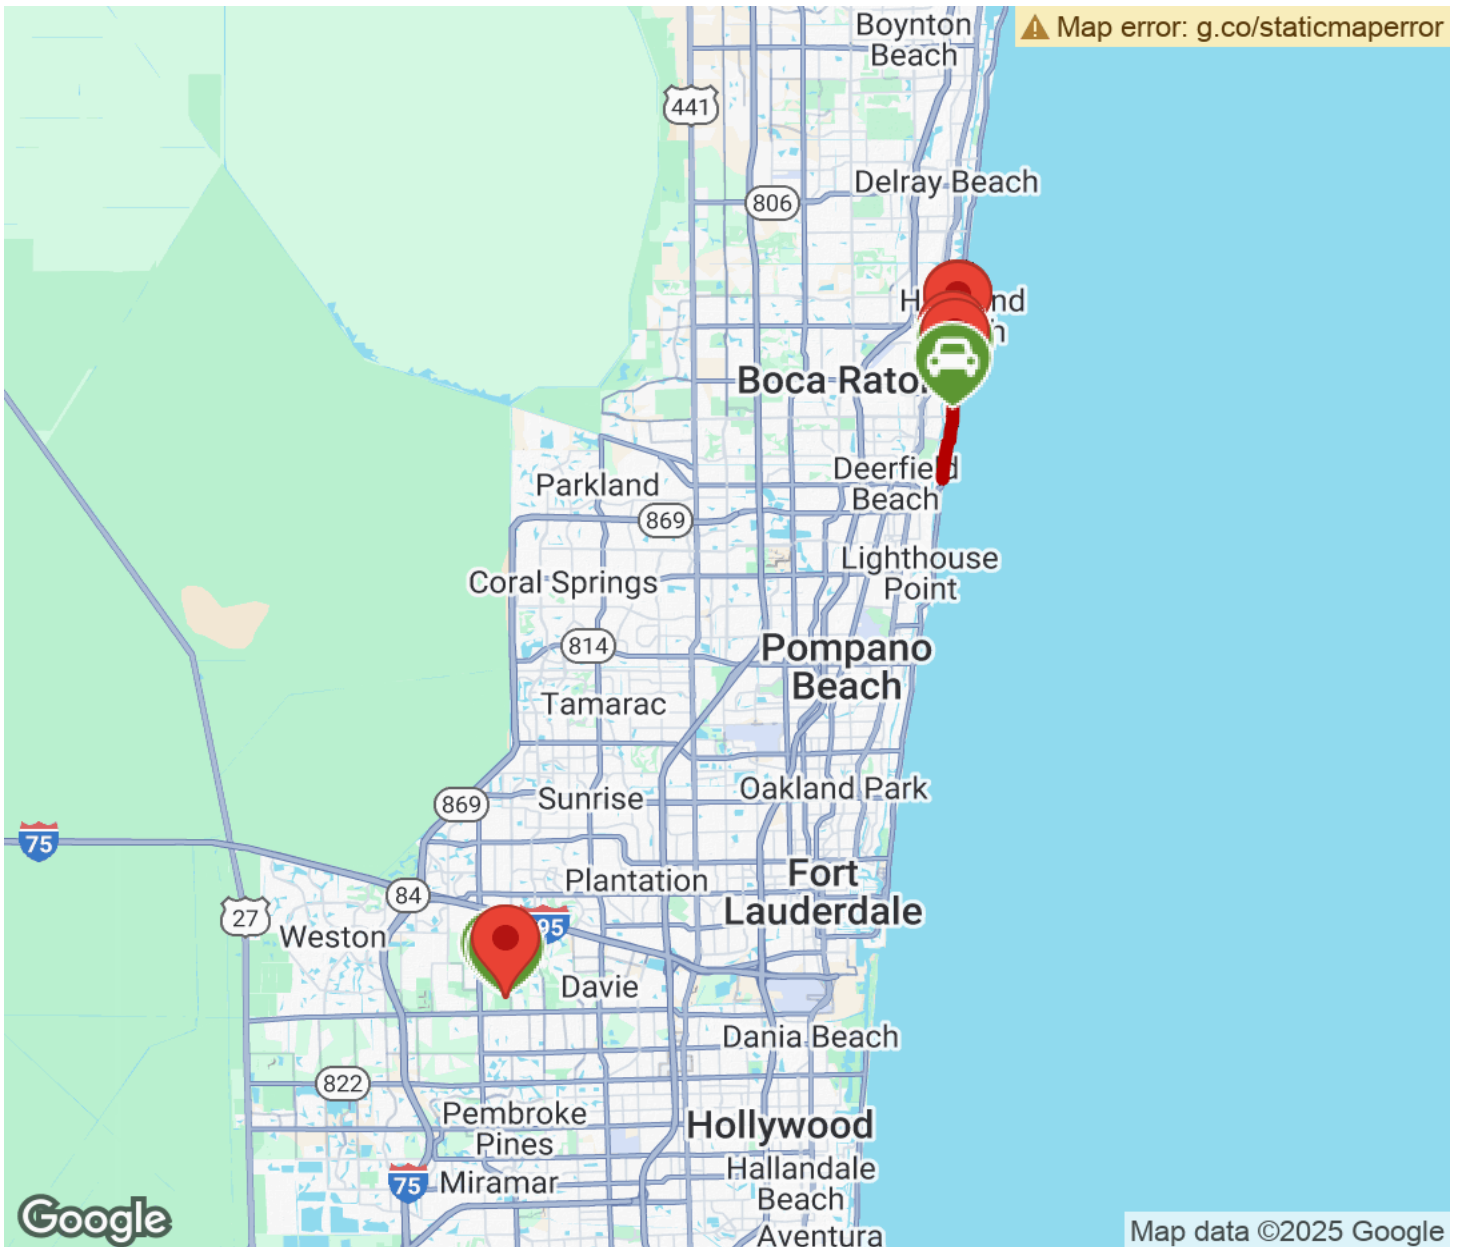 Boynton
Beach
⚠ Map error: g.co/staticmaperror
441
Delray Beach
806
Boca
Deerfield
Beach
Parkland
869
Lighthouse
Point
Coral Springs
814
Pompano
Beach
Tamarac
869
Sunrise
Oakland Park
75
Plantation
Fort
Lauderdale
84
27
Weston
95
Davie
Dania Beach
822
Pembroke
Pines
Hollywood
75
Miramar
Hallandale
Beach
Aventura
Google
Map data ©2025 Google